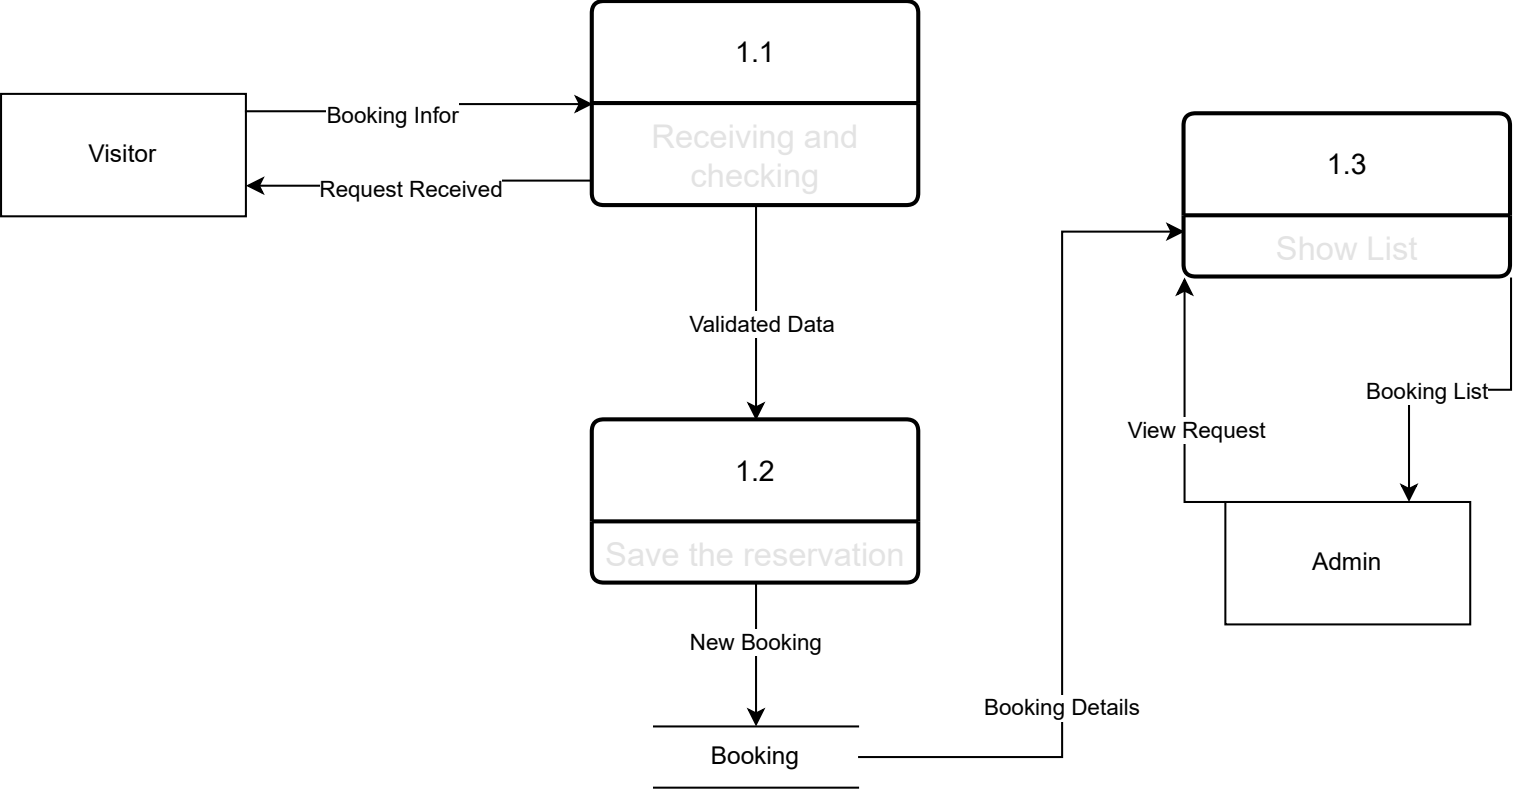 1.1
Receiving and
checking
Visitor
Booking Infor
Request Received
Validated Data
1.2
Save the reservation
New Booking
Booking
Booking Details
1.3
Show List
View Request
Booking List
Admin